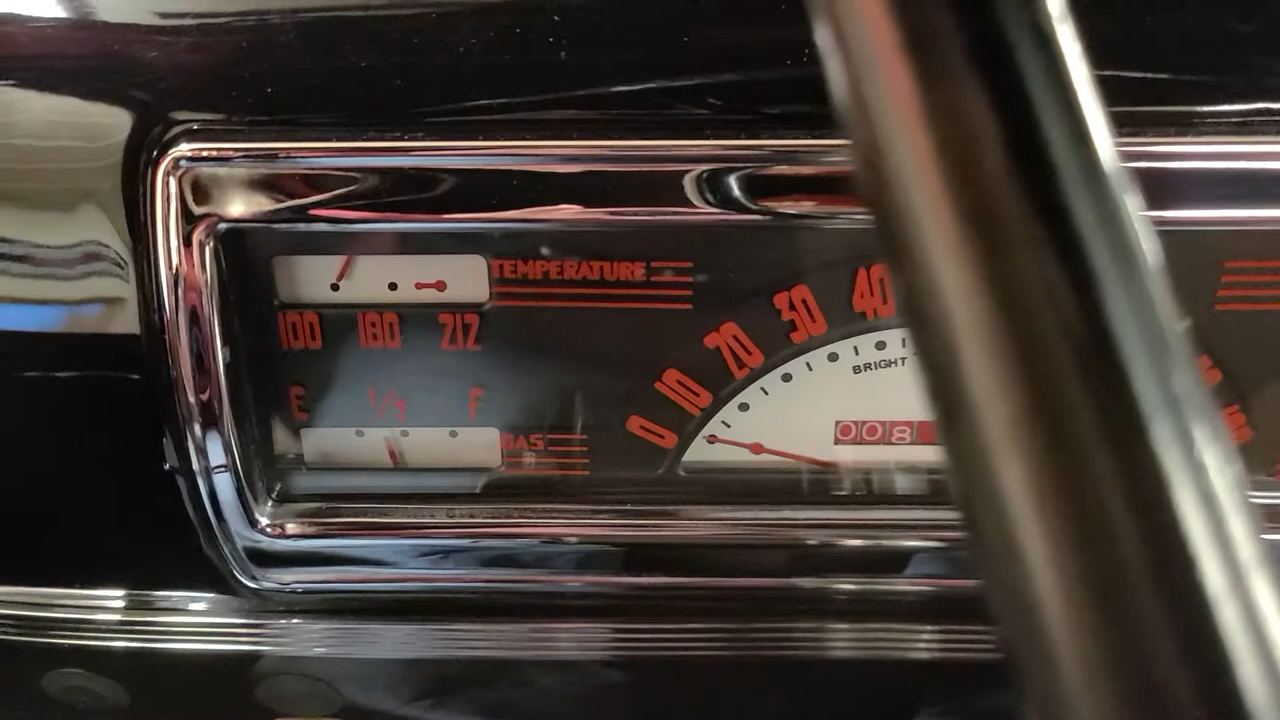 TEMPERATURE
100 180 212
E 1/2 F
GAS
0 10 20 30 40
BRIGHT
008